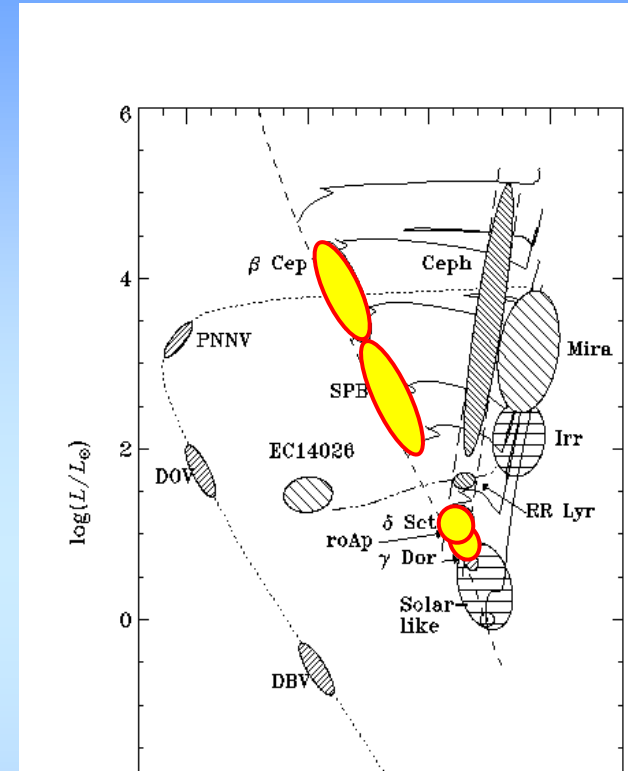 6
β Cep
Ceph
4
PNNV
Mira
SPB
Irr
EC14026
2
DOV
log(L/L⊙)
RR Lyr
δ Sct
roAp
γ Dor
Solar-
like
0
DBV